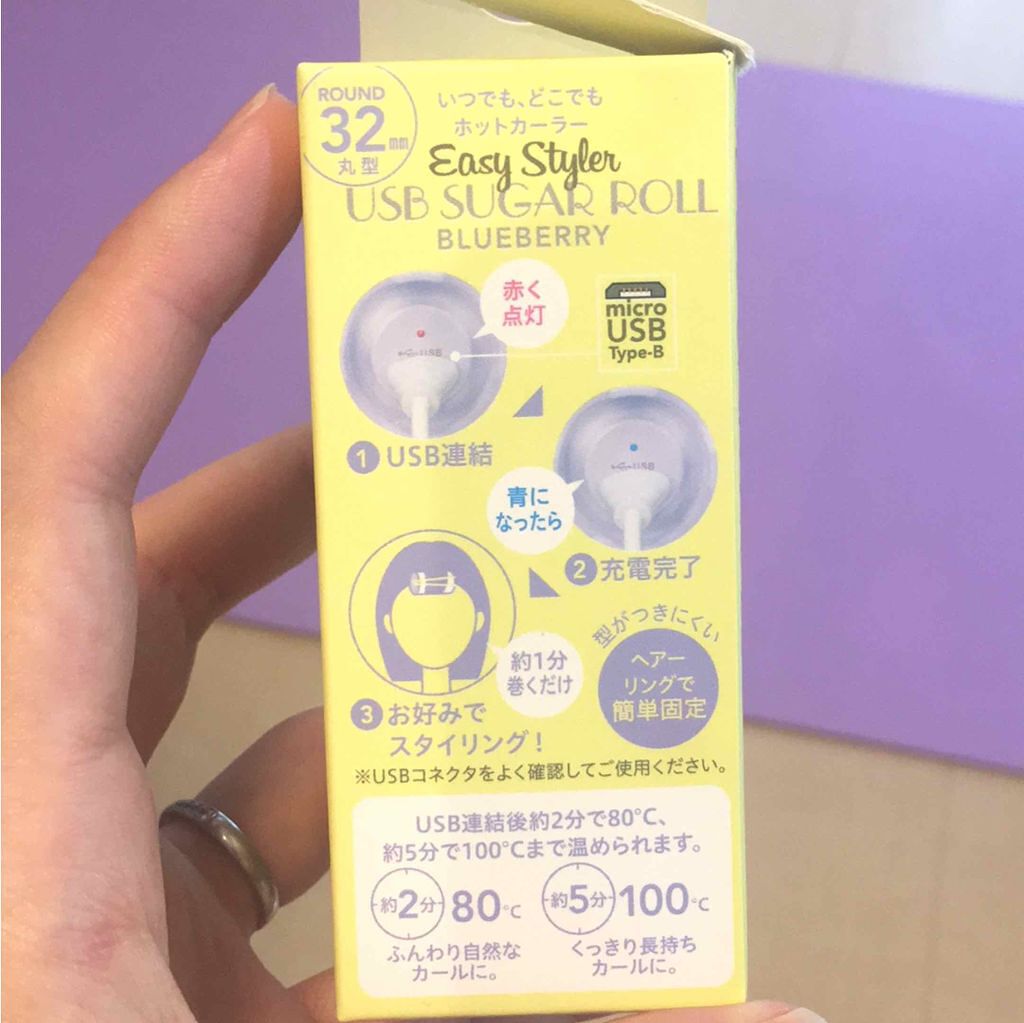 ROUND
32mm
丸型
いつでも、どこでも
ホットカーラー
Easy Styler
USB SUGAR ROLL
BLUEBERRY
赤く
点灯
micro
USB
Type-B
USB
1 USB連結
USB
青に
なったら
2 充電完了
型がつきにくい
ヘアー
リングで
簡単固定
約1分
巻くだけ
3 お好みで
スタイリング!
※USBコネクタをよく確認してご使用ください。
USB連結後約2分で80℃、
約5分で100℃まで温められます。
約2分 80℃
ふんわり自然な
カールに。
約5分 100℃
くっきり長持ち
カールに。